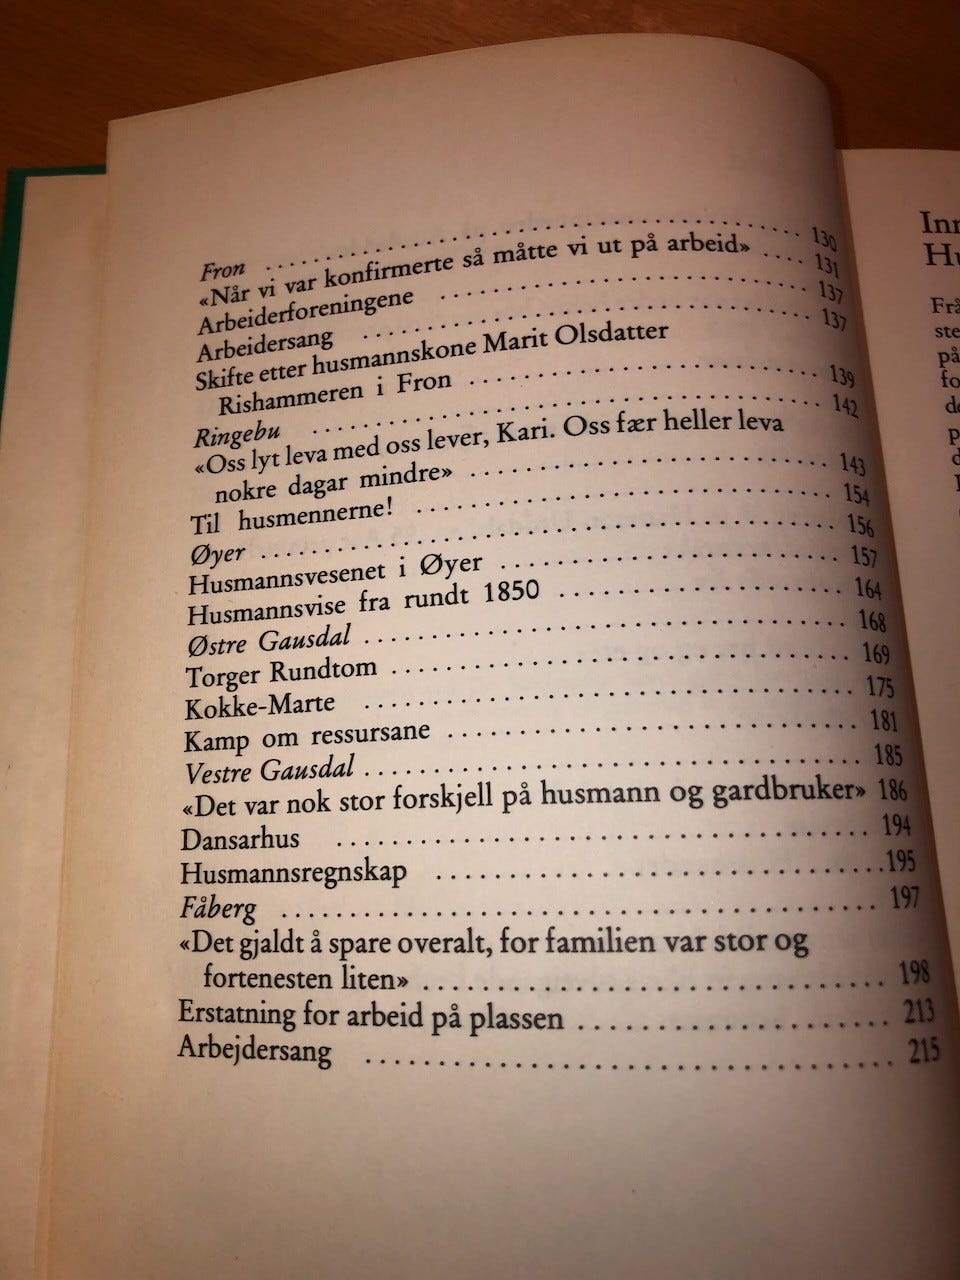 Fron .......... 130
«Når vi var konfirmerte så måtte vi ut på arbeid» .... 131
Arbeiderforeningene .......... 137
Arbeidersang .......... 137
Skifte etter husmannskone Marit Olsdatter
Rishammeren i Fron .......... 139
Ringebu .......... 142
«Oss lyt leva med oss lever, Kari. Oss fær heller leva
nokre dagar mindre» .......... 143
Til husmennerne! .......... 154
Øyer .......... 156
Husmannsvesenet i Øyer .......... 157
Husmannsvise fra rundt 1850 .......... 164
Østre Gausdal .......... 168
Torger Rundtom .......... 169
Kokke-Marte .......... 175
Kamp om ressursane .......... 181
Vestre Gausdal .......... 185
«Det var nok stor forskjell på husmann og gardbruker» 186
Dansarhus .......... 194
Husmannsregnskap .......... 195
Fåberg .......... 197
«Det gjaldt å spare overalt, for familien var stor og
fortenesten liten» .......... 198
Erstatning for arbeid på plassen .......... 213
Arbejdersang .......... 215